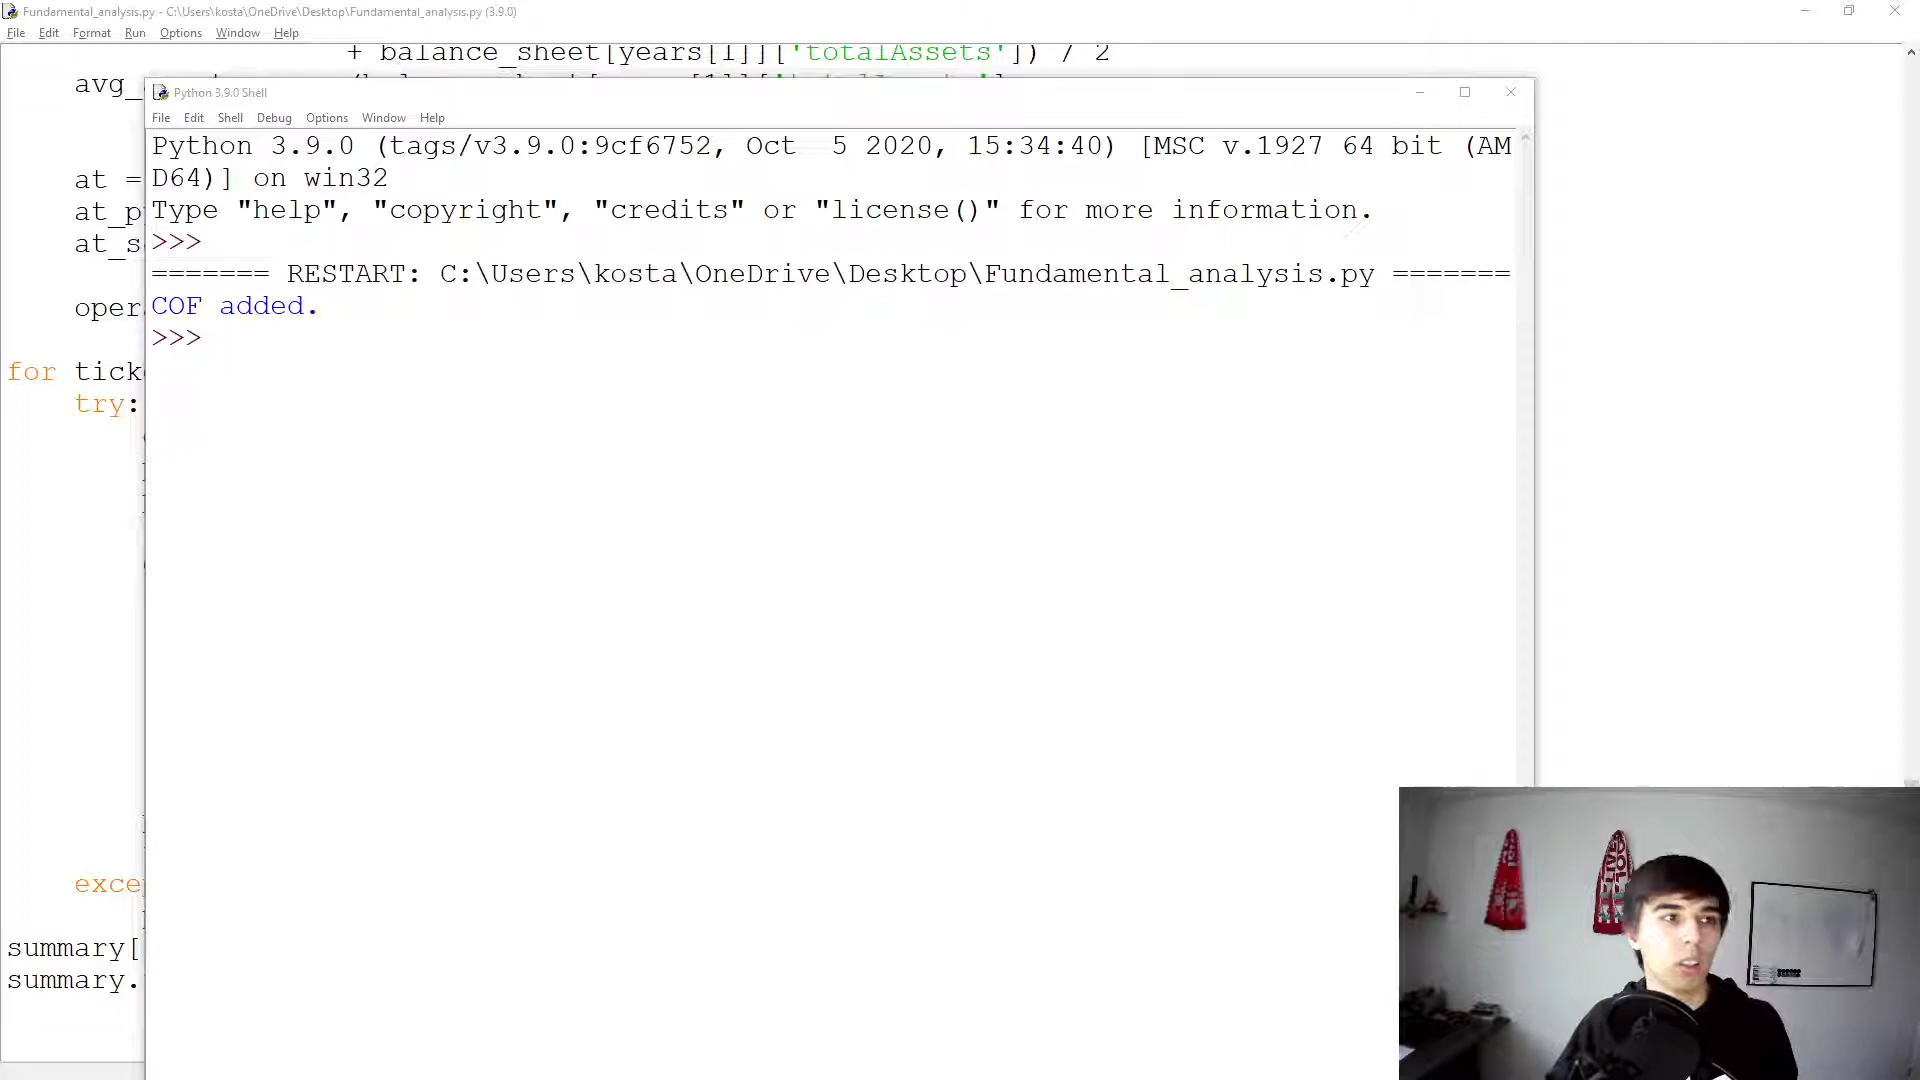 Fundamental_analysis.py - C:\Users\kosta\OneDrive\Desktop\Fundamental_analysis.py (3.9.0)
File Edit Format Run Options Window Help
+ balance_sheet[years[1]]['totalAssets']) / 2
avg_
Python 3.9.0 Shell
File Edit Shell Debug Options Window Help
Python 3.9.0 (tags/v3.9.0:9cf6752, Oct  5 2020, 15:34:40) [MSC v.1927 64 bit (AM
D64)] on win32
at =
Type "help", "copyright", "credits" or "license()" for more information.
at_p
>>>
at_s
======= RESTART: C:\Users\kosta\OneDrive\Desktop\Fundamental_analysis.py =======
COF added.
oper
>>>
for tick
try:
exce
summary[
summary.